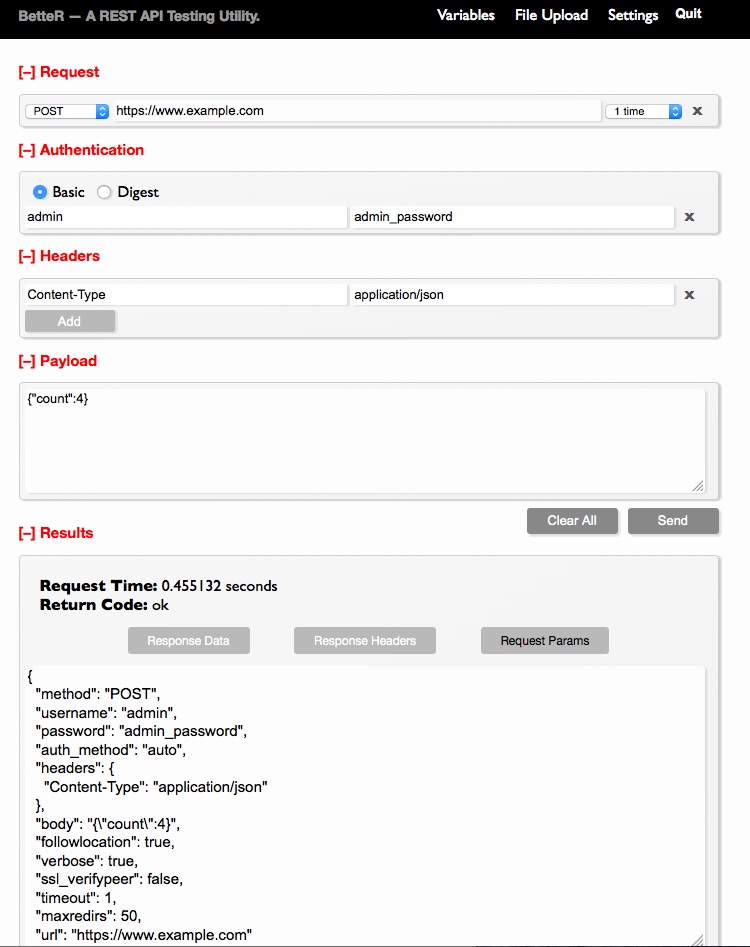 BetteR — A REST API Testing Utility. Variables File Upload Settings Quit
[–] Request
POST https://www.example.com 1 time x
[–] Authentication
Basic Digest
admin admin_password x
[–] Headers
Content-Type application/json x
Add
[–] Payload
{"count":4}
Clear All Send
[–] Results
Request Time: 0.455132 seconds
Return Code: ok
Response Data Response Headers Request Params
{
"method": "POST",
"username": "admin",
"password": "admin_password",
"auth_method": "auto",
"headers": {
"Content-Type": "application/json"
},
"body": "{\"count\":4}",
"followlocation": true,
"verbose": true,
"ssl_verifypeer": false,
"timeout": 1,
"maxredirs": 50,
"url": "https://www.example.com"